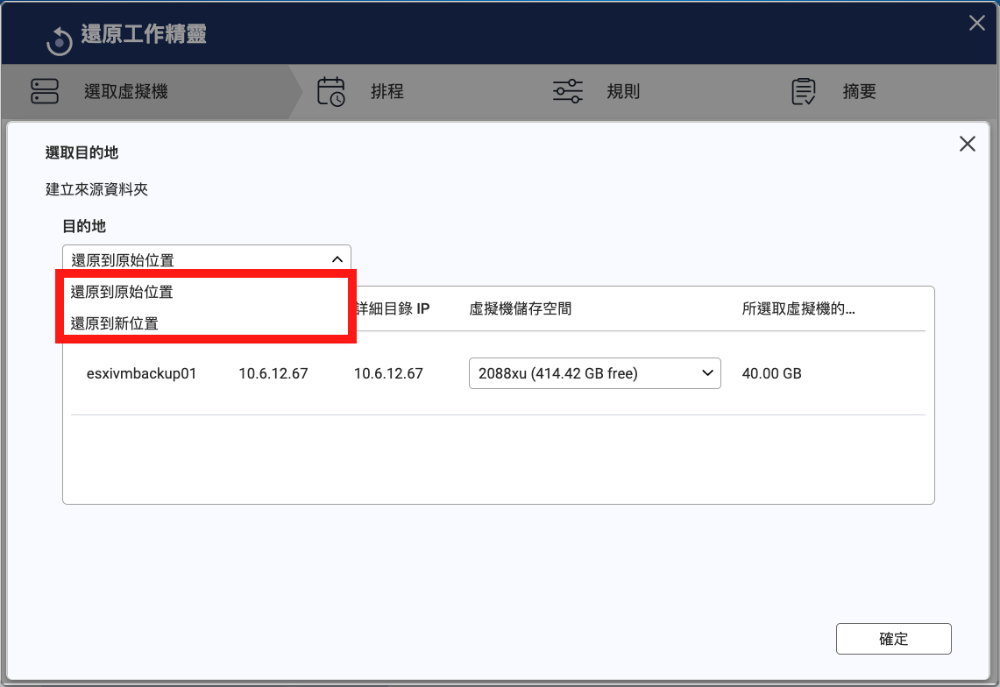 還原工作精靈
選取虛擬機
排程
規則
摘要
選取目的地
建立來源資料夾
目的地
還原到原始位置
還原到原始位置
還原到新位置
詳細目錄 IP
虛擬機儲存空間
所選取虛擬機的...
esxivmbackup01
10.6.12.67
10.6.12.67
2088xu (414.42 GB free)
40.00 GB
確定